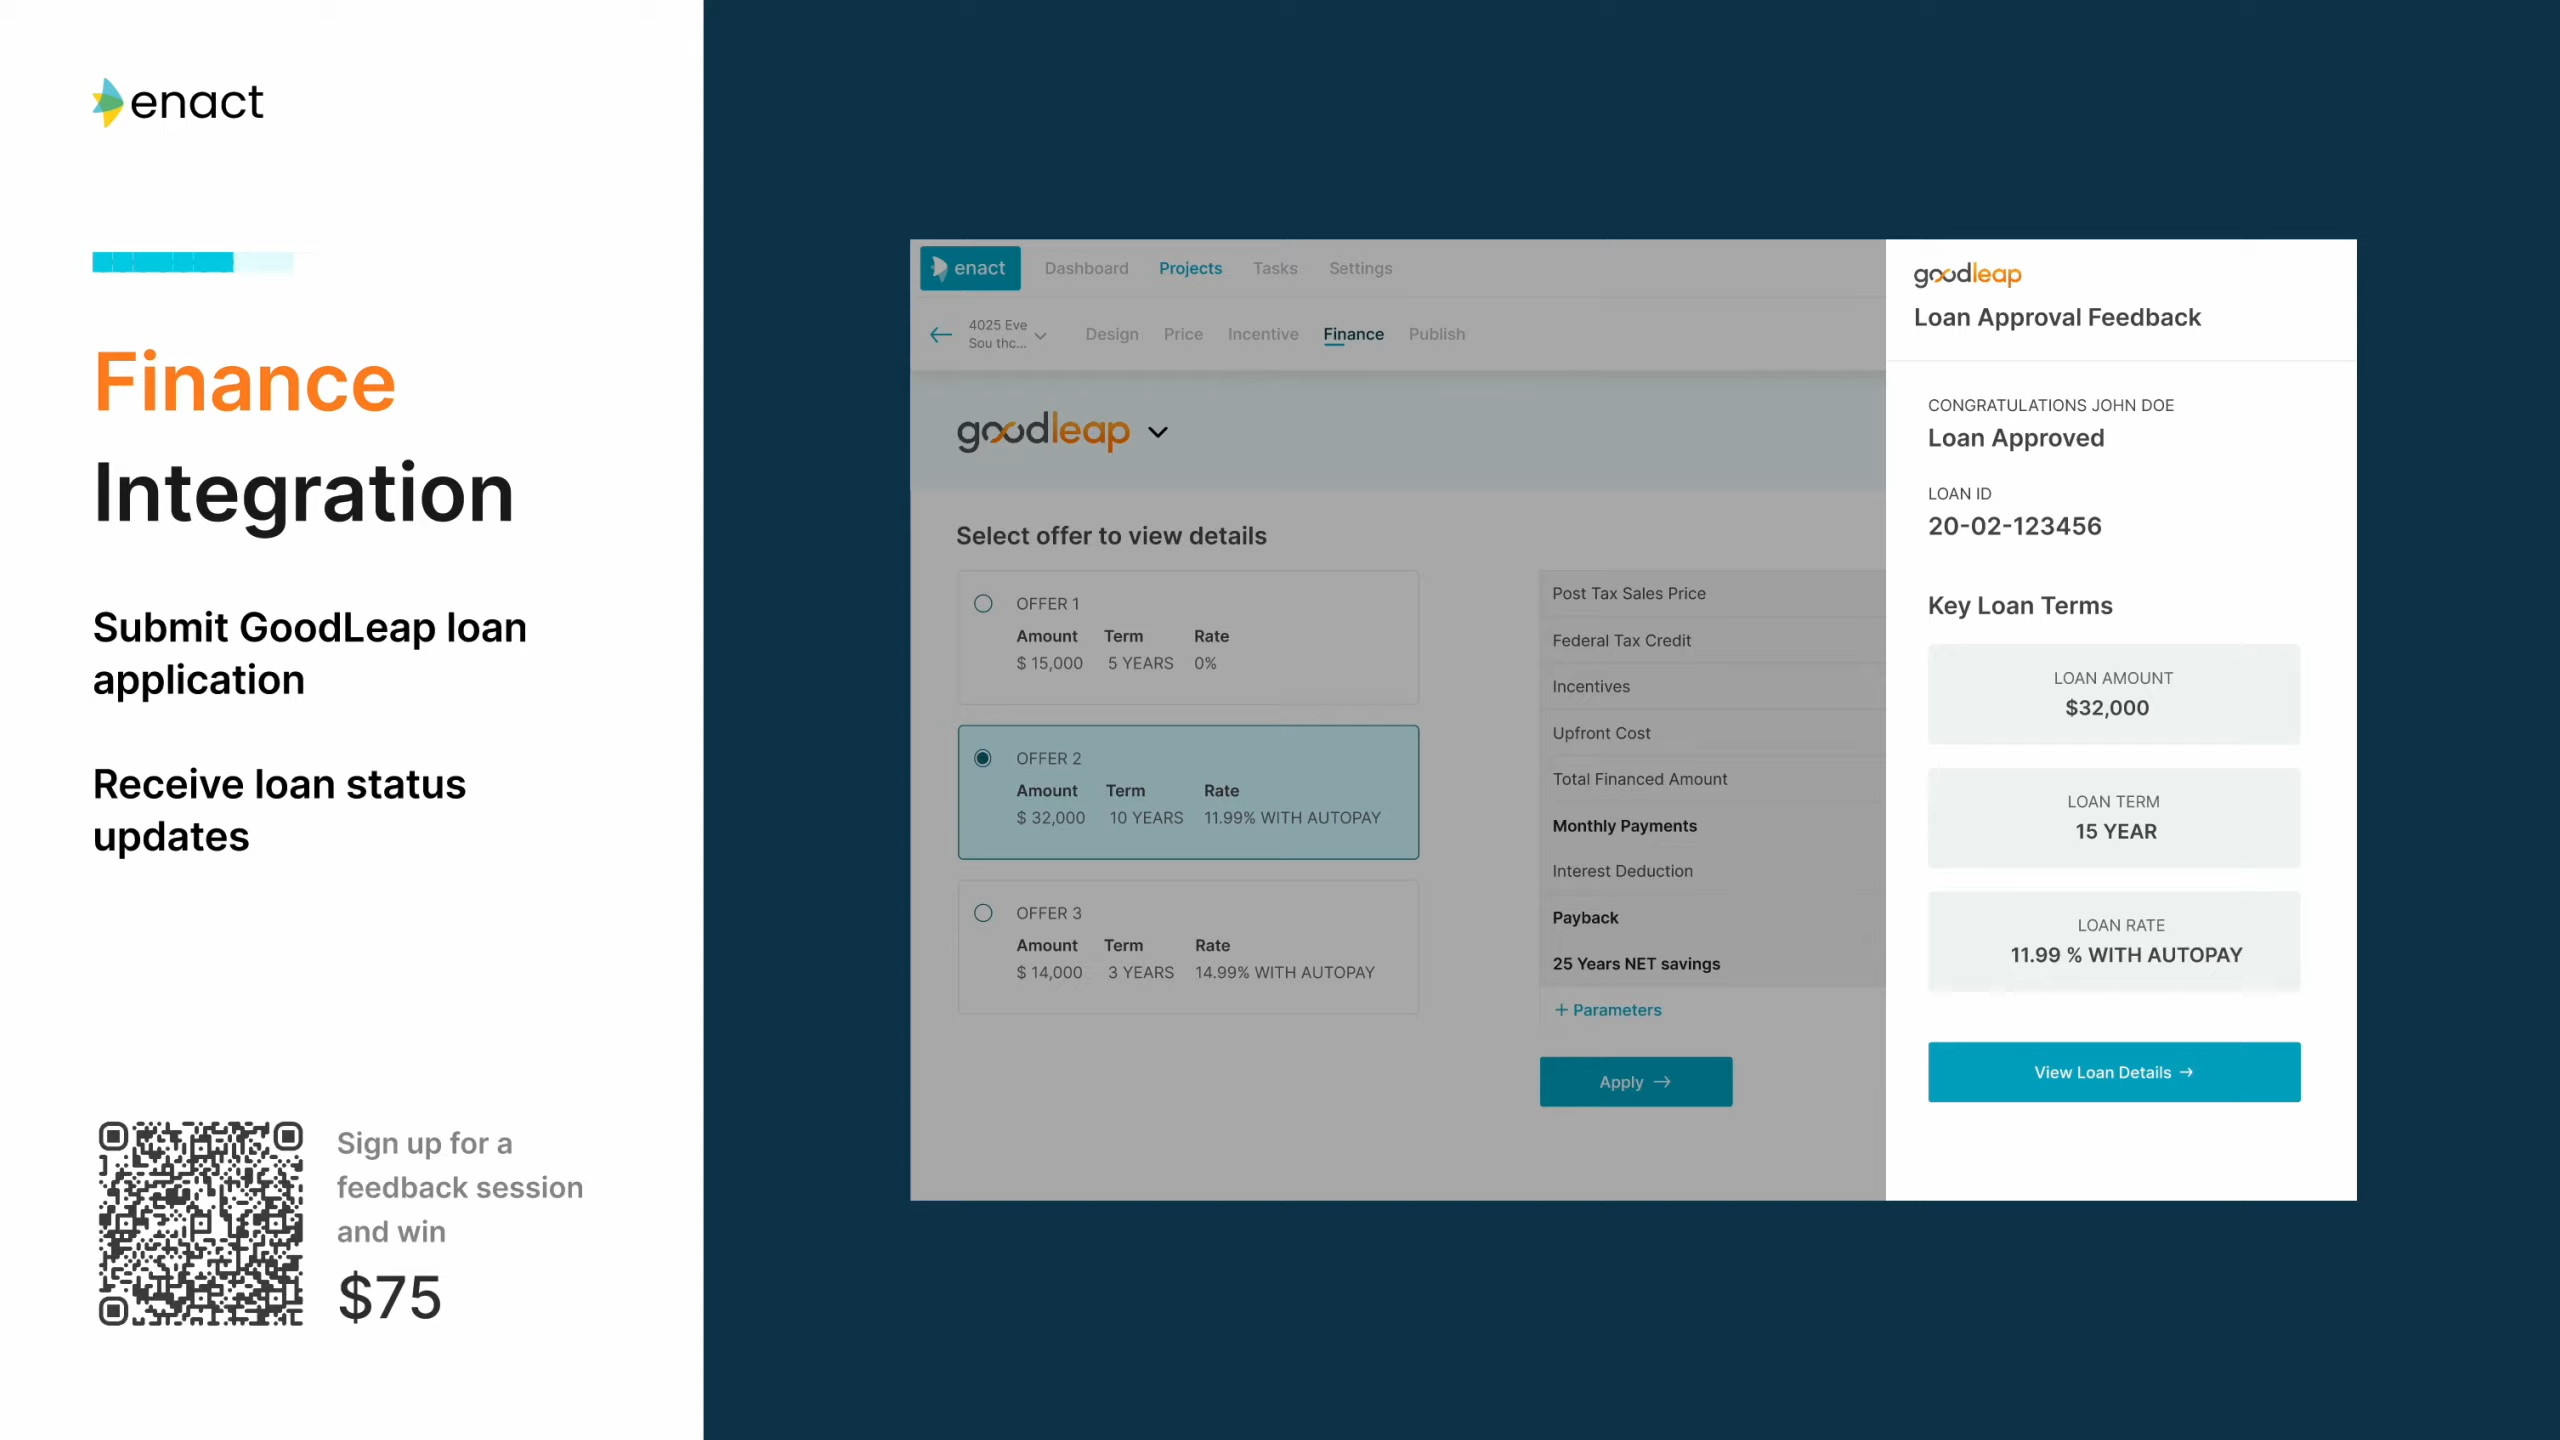 enact
Finance
Integration
Submit GoodLeap loan
application
Receive loan status
updates
Sign up for a
feedback session
and win
$75
enact Dashboard Projects Tasks Settings
4025 Eve
Sou thc...
Design Price Incentive Finance Publish
goodleap
Select offer to view details
OFFER 1
Amount Term Rate
$ 15,000 5 YEARS 0%
OFFER 2
Amount Term Rate
$ 32,000 10 YEARS 11.99% WITH AUTOPAY
OFFER 3
Amount Term Rate
$ 14,000 3 YEARS 14.99% WITH AUTOPAY
Post Tax Sales Price
Federal Tax Credit
Incentives
Upfront Cost
Total Financed Amount
Monthly Payments
Interest Deduction
Payback
25 Years NET savings
+ Parameters
Apply →
goodleap
Loan Approval Feedback
CONGRATULATIONS JOHN DOE
Loan Approved
LOAN ID
20-02-123456
Key Loan Terms
LOAN AMOUNT
$32,000
LOAN TERM
15 YEAR
LOAN RATE
11.99 % WITH AUTOPAY
View Loan Details →